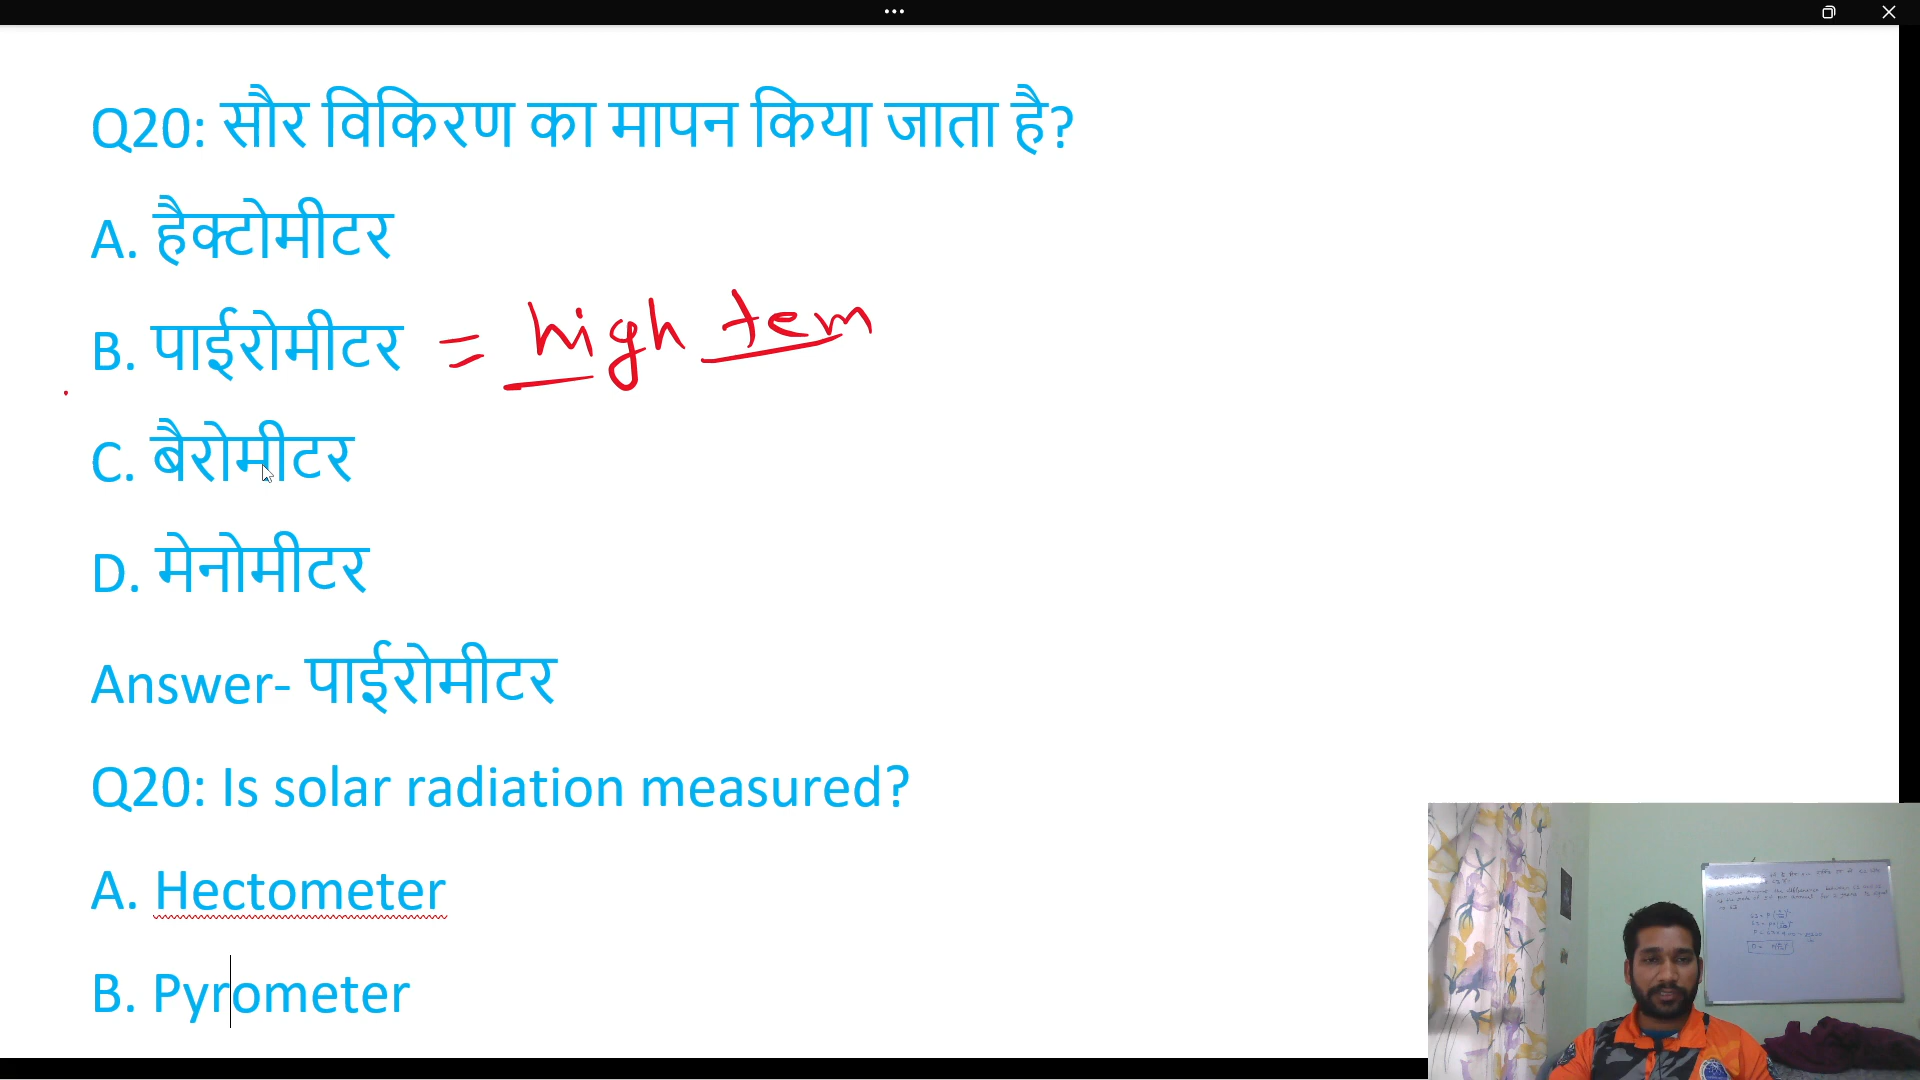 Q20: सौर विकिरण का मापन किया जाता है?
A. हैक्टोमीटर
B. पाईरोमीटर = high tem
C. बैरोमीटर
D. मेनोमीटर
Answer- पाईरोमीटर
Q20: Is solar radiation measured?
A. Hectometer
B. Pyrometer